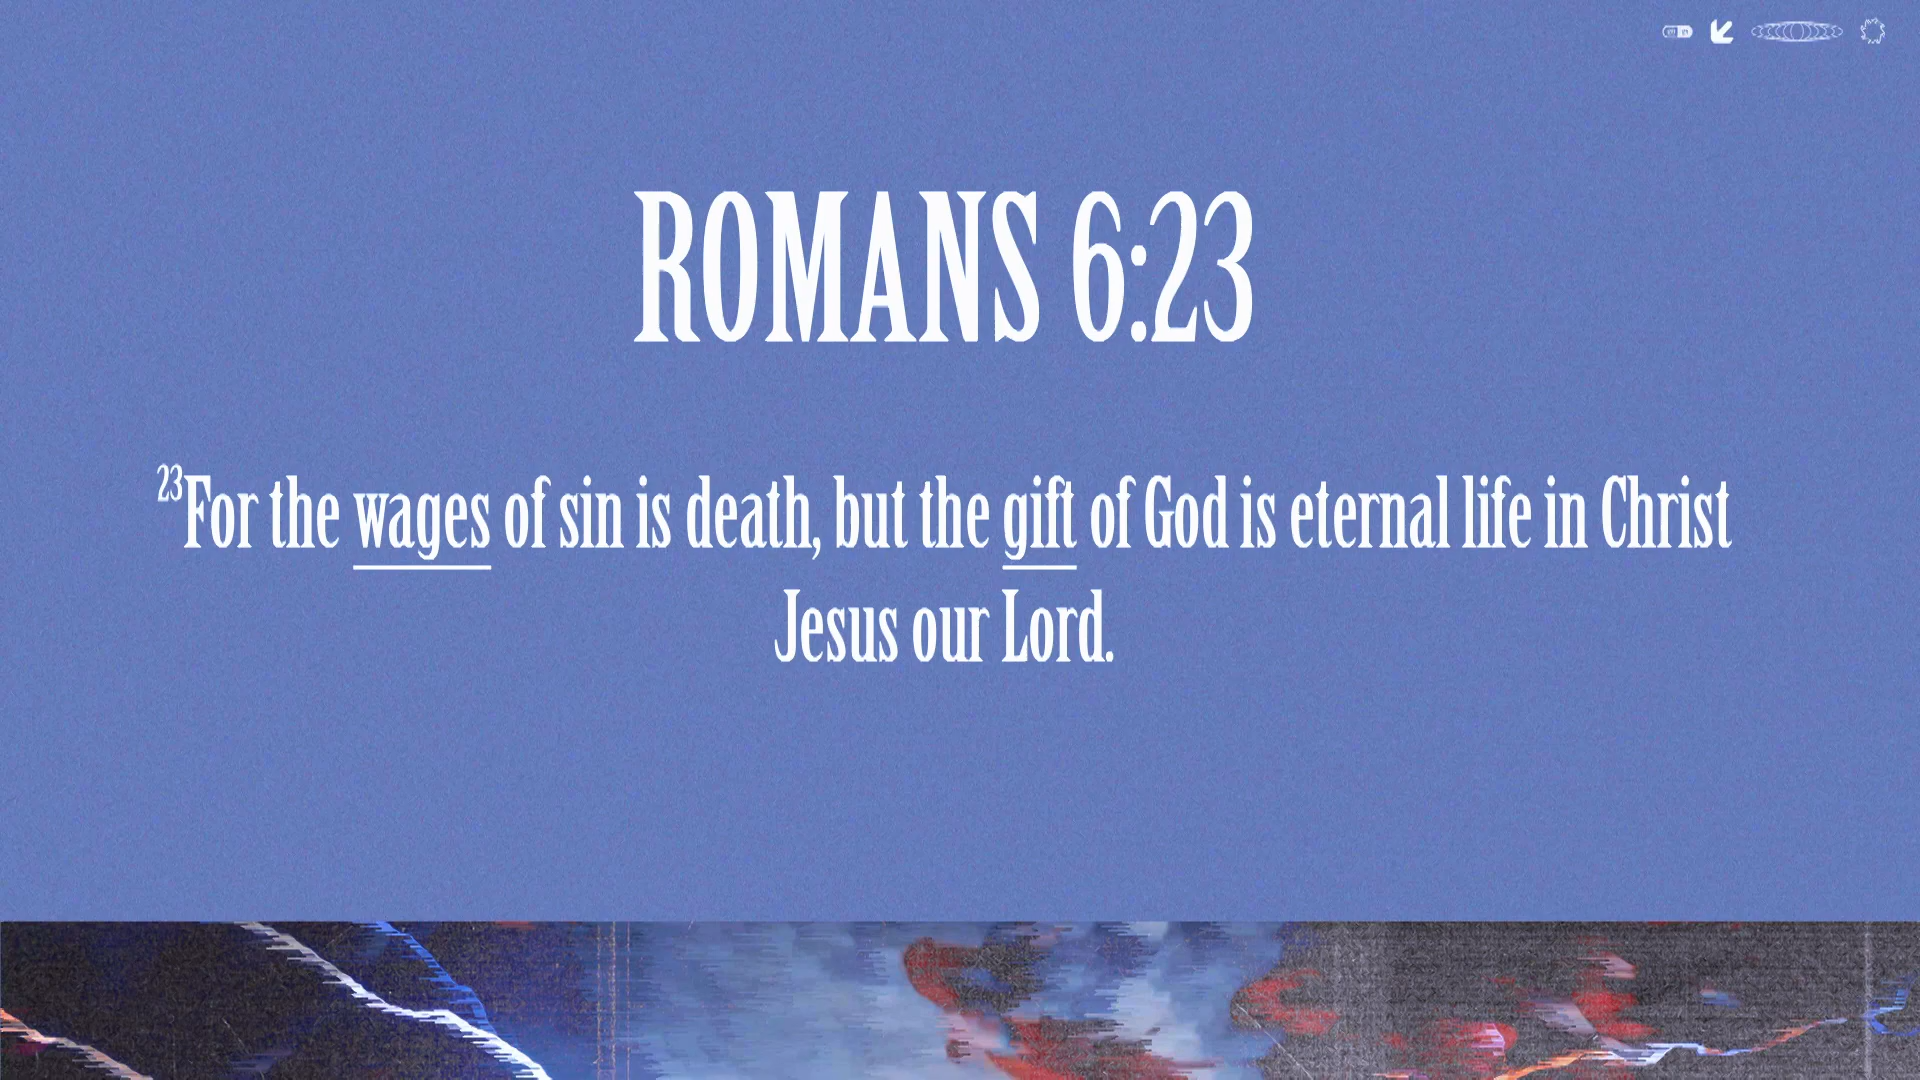 ROMANS 6:23
23For the wages of sin is death, but the gift of God is eternal life in Christ
Jesus our Lord.